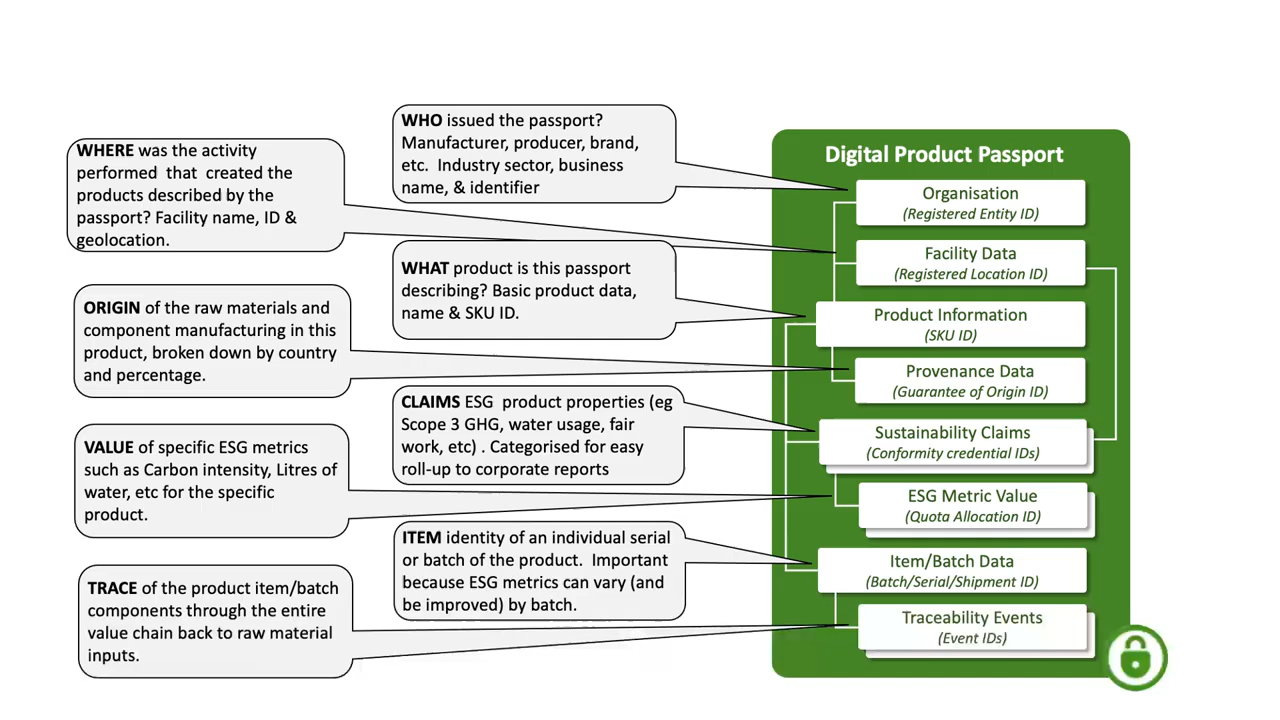 WHO issued the passport?
Manufacturer, producer, brand,
etc.  Industry sector, business
name, & identifier
WHERE was the activity
performed  that  created the
products described by the
passport? Facility name, ID &
geolocation.
WHAT product is this passport
describing? Basic product data,
name & SKU ID.
ORIGIN of the raw materials and
component manufacturing in this
product, broken down by country
and percentage.
CLAIMS ESG  product properties (eg
Scope 3 GHG, water usage, fair
work, etc) . Categorised for easy
roll-up to corporate reports
VALUE of specific ESG metrics
such as Carbon intensity, Litres of
water, etc for the specific
product.
ITEM identity of an individual serial
or batch of the product.  Important
because ESG metrics can vary (and
be improved) by batch.
TRACE of the product item/batch
components through the entire
value chain back to raw material
inputs.
Digital Product Passport
Organisation
(Registered Entity ID)
Facility Data
(Registered Location ID)
Product Information
(SKU ID)
Provenance Data
(Guarantee of Origin ID)
Sustainability Claims
(Conformity credential IDs)
ESG Metric Value
(Quota Allocation ID)
Item/Batch Data
(Batch/Serial/Shipment ID)
Traceability Events
(Event IDs)